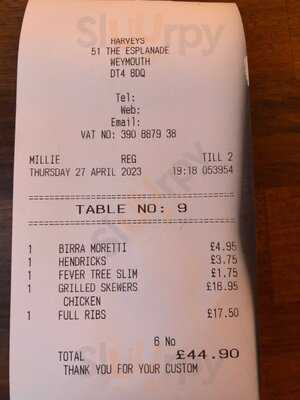 HARVEYS
51 THE ESPLANADE
WEYMOUTH
DT4 8DQ
Tel:
Web:
Email:
VAT NO: 390 8879 38
MILLIE REG TILL 2
THURSDAY 27 APRIL 2023 19:18 053954
TABLE NO: 9
1 BIRRA MORETTI £4.95
1 HENDRICKS £3.75
1 FEVER TREE SLIM £1.75
1 GRILLED SKEWERS £16.95
CHICKEN
1 FULL RIBS £17.50
6 No
TOTAL £44.90
THANK YOU FOR YOUR CUSTOM
Sluurpy
Sluurpy
Sluurpy